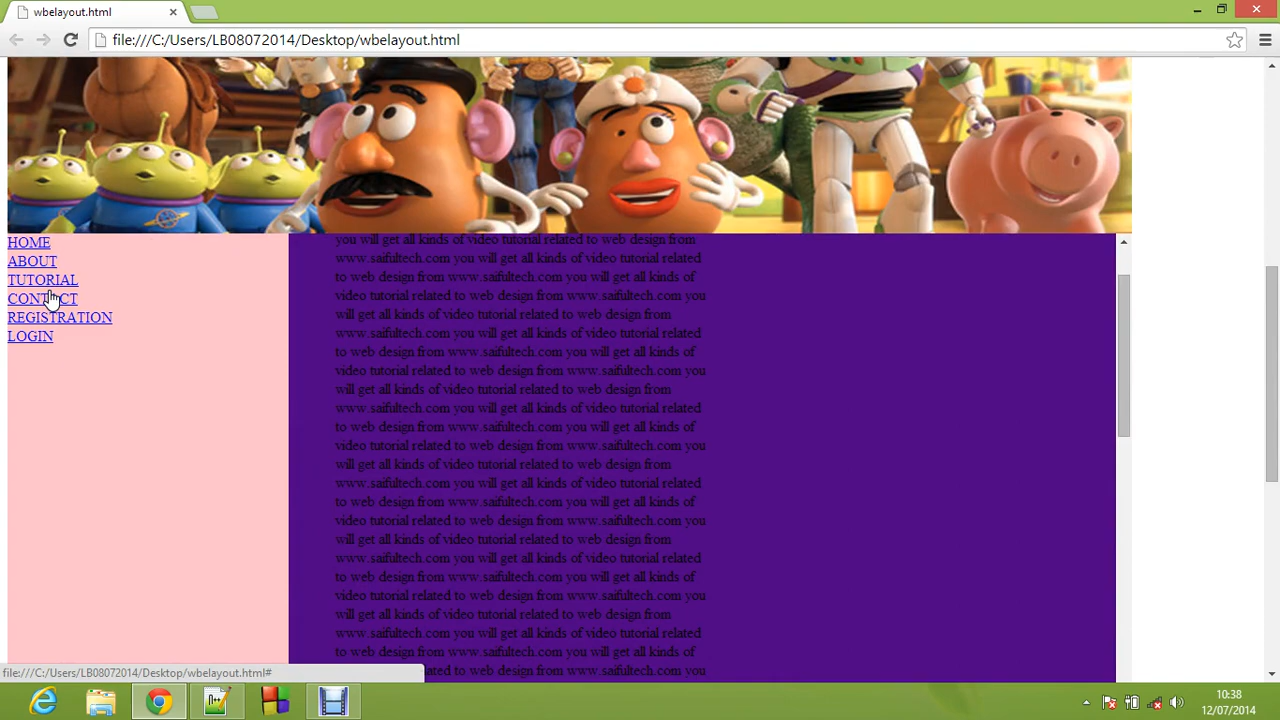 wbelayout.html
file:///C:/Users/LB08072014/Desktop/wbelayout.html
HOME
ABOUT
TUTORIAL
CONTACT
REGISTRATION
LOGIN
you will get all kinds of video tutorial related to web design from
www.saifultech.com you will get all kinds of video tutorial related
to web design from www.saifultech.com you will get all kinds of
video tutorial related to web design from www.saifultech.com you
will get all kinds of video tutorial related to web design from
www.saifultech.com you will get all kinds of video tutorial related
to web design from www.saifultech.com you will get all kinds of
video tutorial related to web design from www.saifultech.com you
will get all kinds of video tutorial related to web design from
www.saifultech.com you will get all kinds of video tutorial related
to web design from www.saifultech.com you will get all kinds of
video tutorial related to web design from www.saifultech.com you
will get all kinds of video tutorial related to web design from
www.saifultech.com you will get all kinds of video tutorial related
to web design from www.saifultech.com you will get all kinds of
video tutorial related to web design from www.saifultech.com you
will get all kinds of video tutorial related to web design from
www.saifultech.com you will get all kinds of video tutorial related
to web design from www.saifultech.com you will get all kinds of
video tutorial related to web design from www.saifultech.com you
will get all kinds of video tutorial related to web design from
www.saifultech.com you will get all kinds of video tutorial related
to web design from www.saifultech.com you will get all kinds of
ated to web design from www.saifultech.com you
file:///C:/Users/LB08072014/Desktop/wbelayout.html#
10:38
12/07/2014